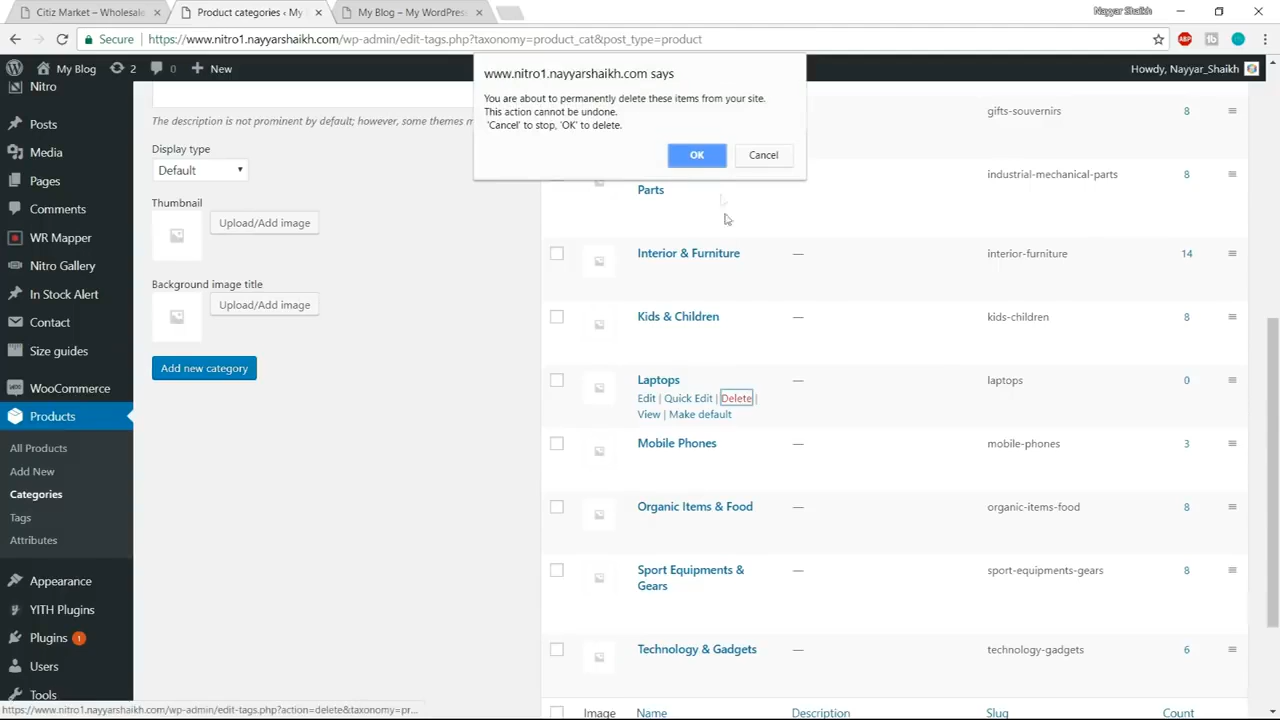 Citiz Market – Wholesale
Product categories ‹ My
My Blog – My WordPress
Nayyar Shaikh
Secure
https://www.nitro1.nayyarshaikh.com/wp-admin/edit-tags.php?taxonomy=product_cat&post_type=product
ABP
tb
My Blog
2
0
New
Howdy, Nayyar_Shaikh
www.nitro1.nayyarshaikh.com says
You are about to permanently delete these items from your site.
This action cannot be undone.
'Cancel' to stop, 'OK' to delete.
OK
Cancel
Nitro
Posts
Media
Pages
Comments
WR Mapper
Nitro Gallery
In Stock Alert
Contact
Size guides
WooCommerce
Products
All Products
Add New
Categories
Tags
Attributes
Appearance
YITH Plugins
Plugins 1
Users
Tools
The description is not prominent by default; however, some themes m
Display type
Default
Thumbnail
Upload/Add image
Background image title
Upload/Add image
Add new category
gifts-souvenirs 8
Parts
industrial-mechanical-parts 8
Interior & Furniture — interior-furniture 14
Kids & Children — kids-children 8
Laptops — laptops 0
Edit | Quick Edit | Delete |
View | Make default
Mobile Phones — mobile-phones 3
Organic Items & Food — organic-items-food 8
Sport Equipments & — sport-equipments-gears 8
Gears
Technology & Gadgets — technology-gadgets 6
Image Name Description Slug Count
https://www.nitro1.nayyarshaikh.com/wp-admin/edit-tags.php?action=delete&taxonomy=pr...